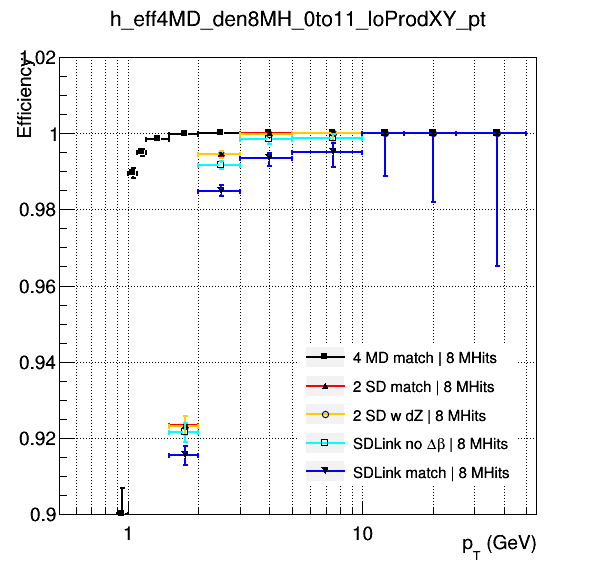 h_eff4MD_den8MH_0to11_loProdXY_pt
Efficiency
1.02
1
0.98
0.96
0.94
0.92
0.9
4 MD match | 8 MHits
2 SD match | 8 MHits
2 SD w dZ | 8 MHits
SDLink no Δβ | 8 MHits
SDLink match | 8 MHits
1
10
p_T (GeV)